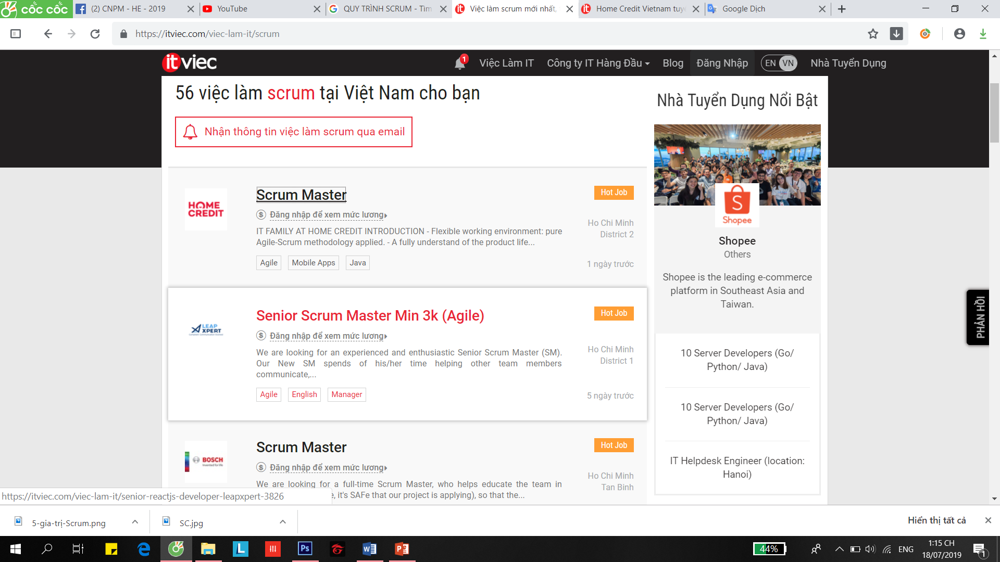 cốc cốc
(2) CNPM - HE - 2019
YouTube
QUY TRÌNH SCRUM - Tìm
Việc làm scrum mới nhất,
Home Credit Vietnam tuy
Google Dịch
https://itviec.com/viec-lam-it/scrum
it viec
1
Việc Làm IT
Công ty IT Hàng Đầu
Blog
Đăng Nhập
EN VN
Nhà Tuyển Dụng
56 việc làm scrum tại Việt Nam cho bạn
Nhận thông tin việc làm scrum qua email
HOME
CREDIT
Scrum Master
Hot Job
$ Đăng nhập để xem mức lương
IT FAMILY AT HOME CREDIT INTRODUCTION - Flexible working environment: pure
Agile-Scrum methodology applied. - A fully understand of the product life...
Ho Chi Minh
District 2
Agile
Mobile Apps
Java
1 ngày trước
LEAP
XPERT
Senior Scrum Master Min 3k (Agile)
Hot Job
$ Đăng nhập để xem mức lương
We are looking for an experienced and enthusiastic Senior Scrum Master (SM).
Our New SM spends of his/her time helping other team members
communicate,...
Ho Chi Minh
District 1
Agile
English
Manager
5 ngày trước
BOSCH
Invented for life
Scrum Master
Hot Job
$ Đăng nhập để xem mức lương
We are looking for a full-time Scrum Master, who helps educate the team in
e, it's SAFe that our project is applying), so that the...
Ho Chi Minh
Tan Binh
Nhà Tuyển Dụng Nổi Bật
S
Shopee
Shopee
Others
Shopee is the leading e-commerce
platform in Southeast Asia and
Taiwan.
10 Server Developers (Go/
Python/ Java)
10 Server Developers (Go/
Python/ Java)
IT Helpdesk Engineer (location:
Hanoi)
PHẢN HỒI
https://itviec.com/viec-lam-it/senior-reactjs-developer-leapxpert-3826
5-gia-trị-Scrum.png
SC.jpg
Hiển thị tất cả
L
Ps
W
P
44%
ENG
1:15 CH
18/07/2019
1